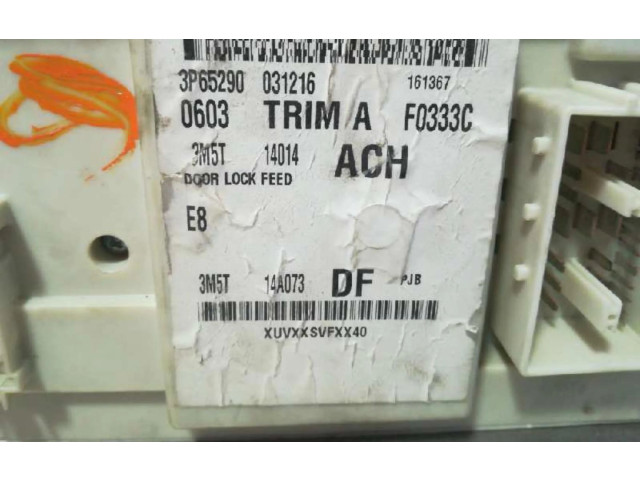 3P65290 031216 161367
0603 TRIM A F0333C
3M5T 14014 ACH
DOOR LOCK FEED
E8
3M5T 14A073 DF PJB
XUVXXSVFXX40